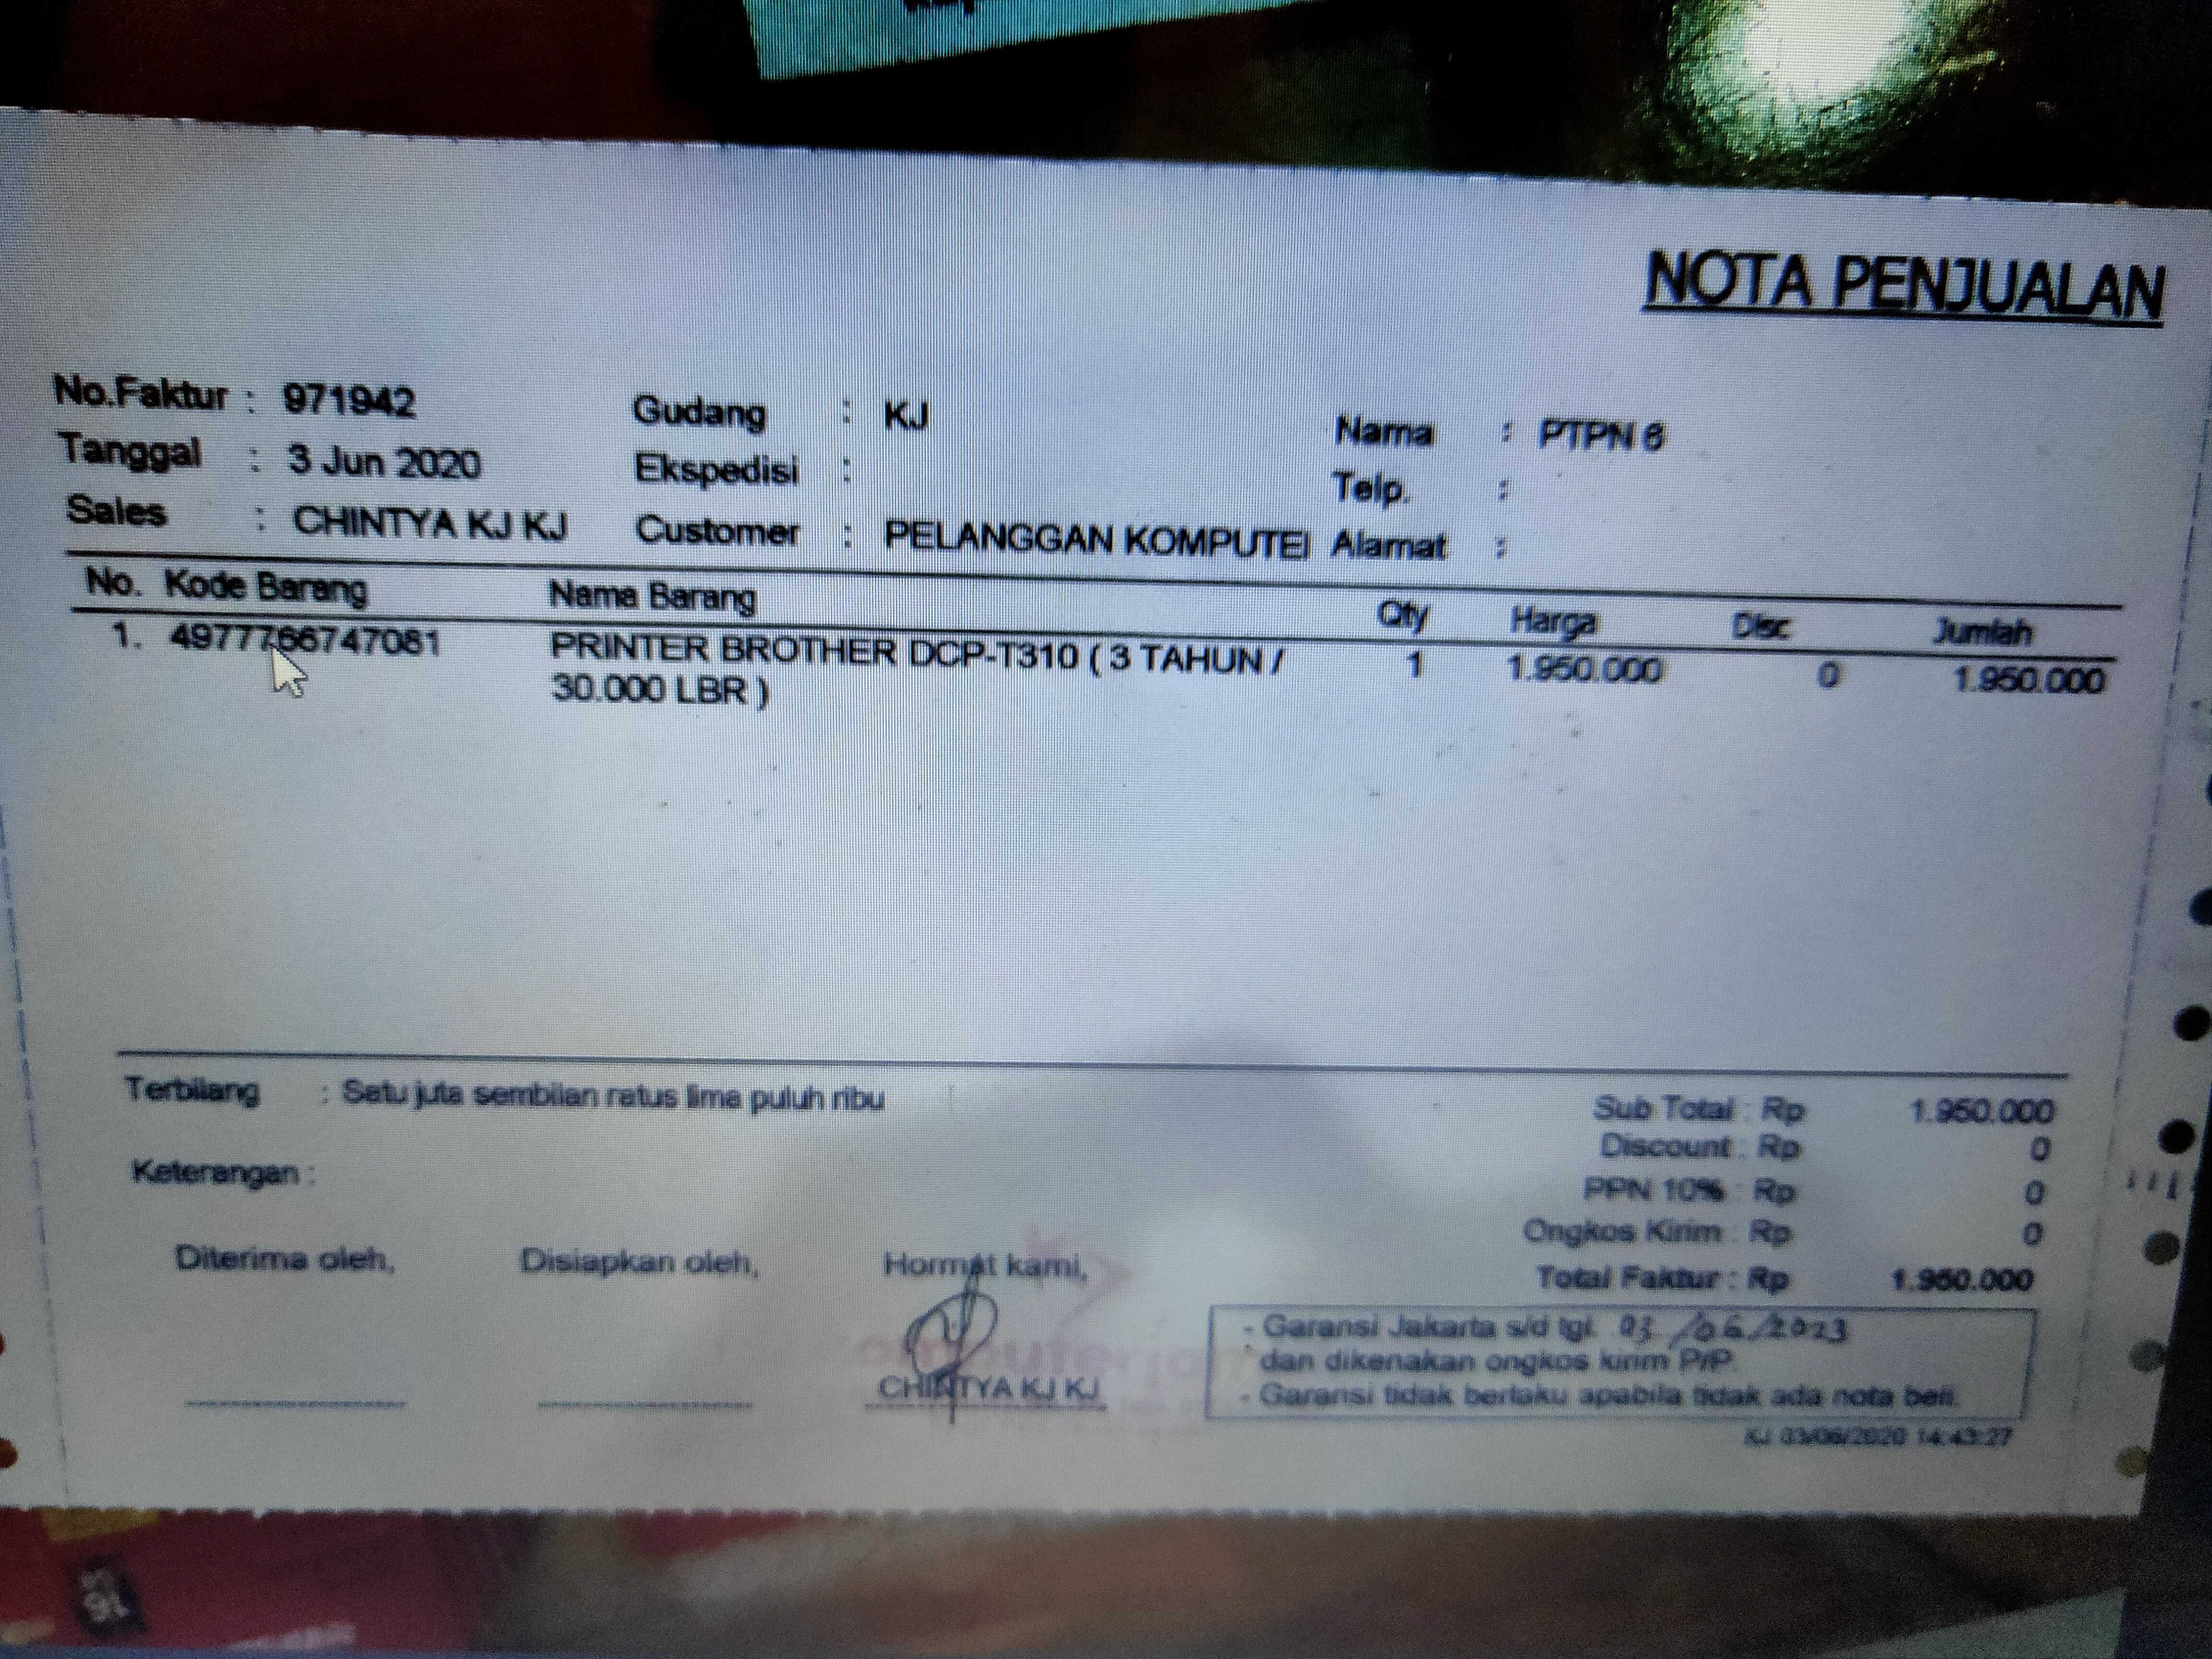 NOTA PENJUALAN
No.Faktur : 971942 Gudang : KJ Nama : PTPN 6
Tanggal : 3 Jun 2020 Ekspedisi : Telp. :
Sales : CHINTYA KJ KJ Customer : PELANGGAN KOMPUTEI Alamat :
No. Kode Barang Nama Barang Qty Harga Disc Jumlah
1. 4977766747081 PRINTER BROTHER DCP-T310 ( 3 TAHUN / 1 1.950.000 0 1.950.000
30.000 LBR )
Terbilang : Satu juta sembilan ratus lima puluh ribu
Sub Total : Rp 1.950.000
Discount : Rp 0
Keterangan :
PPN 10% : Rp 0
Ongkos Kirim : Rp 0
Diterima oleh, Disiapkan oleh, Hormat kami,
Total Faktur : Rp 1.950.000
- Garansi Jakarta s/d tgl. 03/06/2023
dan dikenakan ongkos kirim P/P.
CHINTYA KJ KJ
- Garansi tidak berlaku apabila tidak ada nota beli.
KJ 03/06/2020 14:43:27